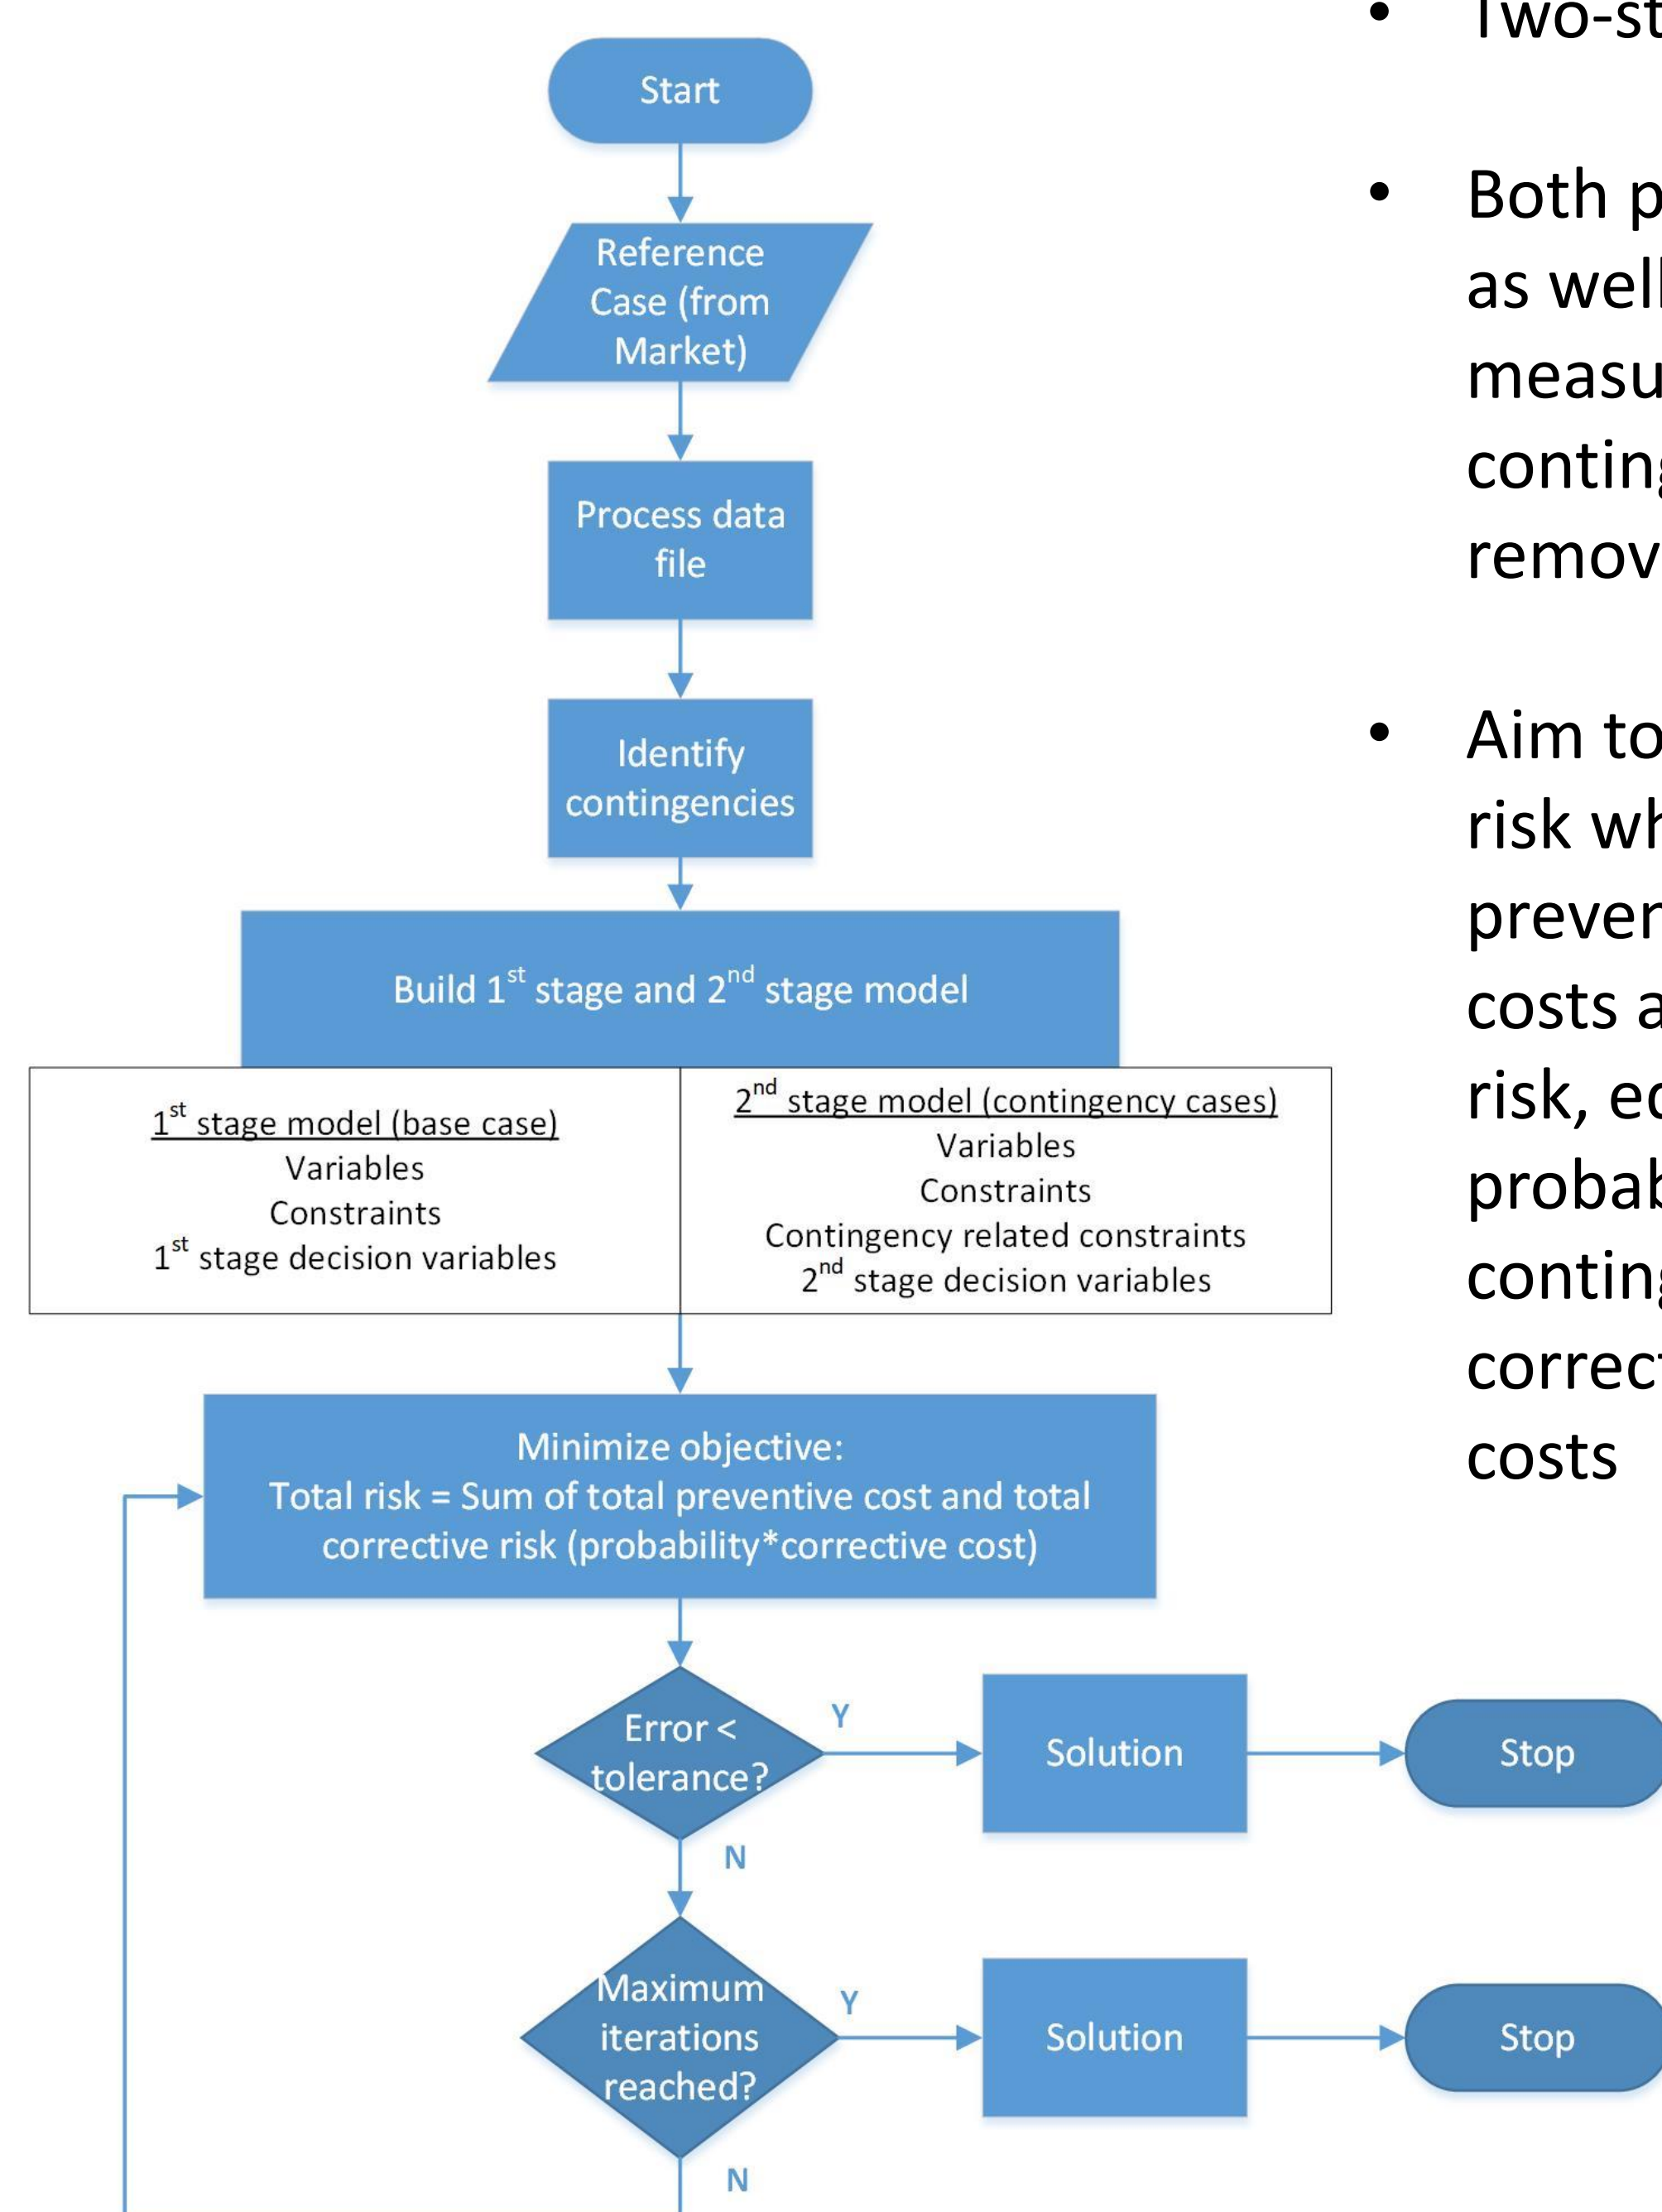 Start
Reference
Case (from
Market)
Process data
file
Identify
contingencies
Build 1st stage and 2nd stage model
1st stage model (base case)
Variables
Constraints
1st stage decision variables
2nd stage model (contingency cases)
Variables
Constraints
Contingency related constraints
2nd stage decision variables
Minimize objective:
Total risk = Sum of total preventive cost and total
corrective risk (probability*corrective cost)
Error <
tolerance?
Y
Solution
Stop
N
Maximum
iterations
reached?
Y
Solution
Stop
N
•
• Both
as
•
Aim to
risk
costs
risk,
costs